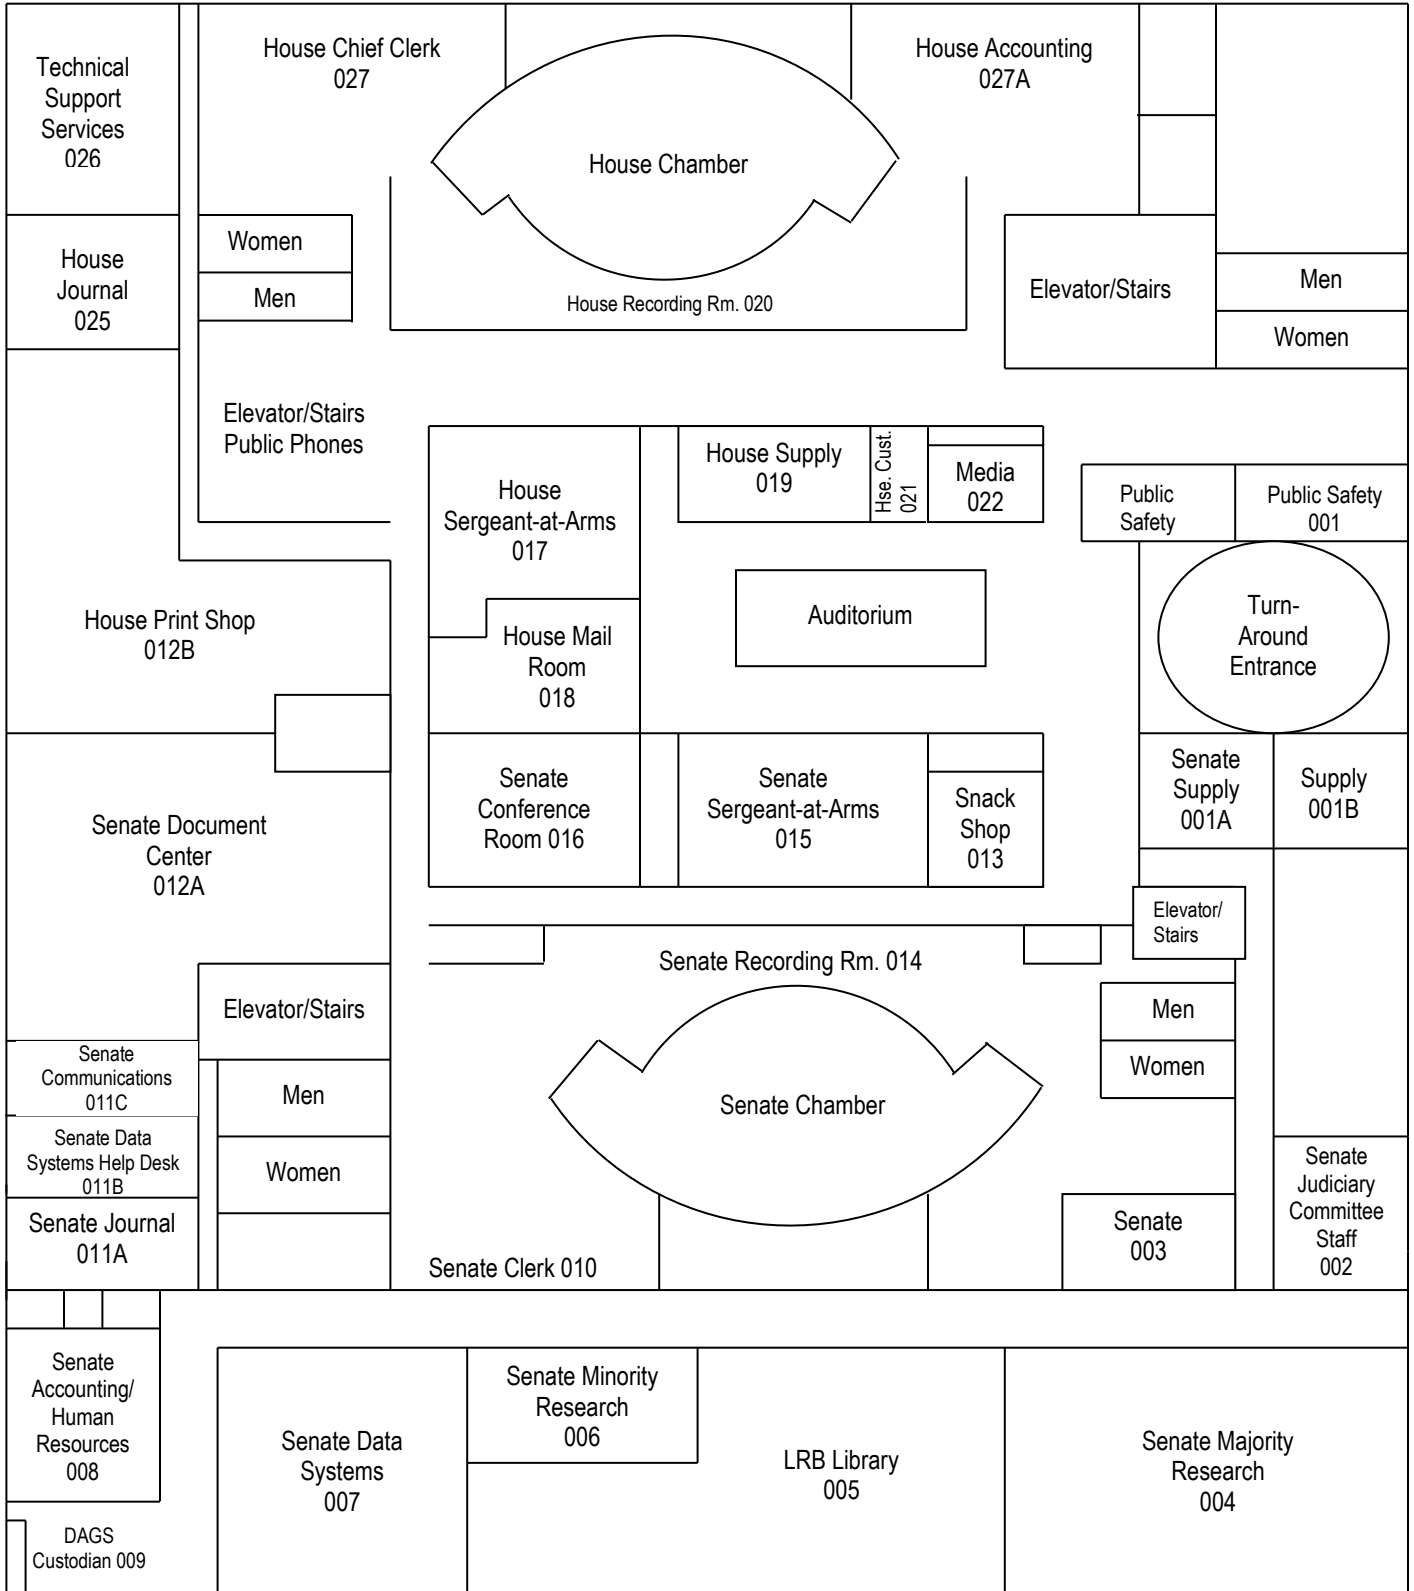 Technical
Support
Services
026
House Chief Clerk
027
House Accounting
027A
House Chamber
House
Journal
025
Women
Men
House Recording Rm. 020
Elevator/Stairs
Men
Women
Elevator/Stairs
Public Phones
House
Sergeant-at-Arms
017
House Supply
019
Hse. Cust.
021
Media
022
Public
Safety
Public Safety
001
House Print Shop
012B
House Mail
Room
018
Auditorium
Turn-
Around
Entrance
Senate Document
Center
012A
Senate
Conference
Room 016
Senate
Sergeant-at-Arms
015
Snack
Shop
013
Senate
Supply
001A
Supply
001B
Elevator/
Stairs
Senate Recording Rm. 014
Elevator/Stairs
Men
Women
Senate
Communications
011C
Men
Senate Chamber
Senate Data
Systems Help Desk
011B
Women
Senate Journal
011A
Senate Clerk 010
Senate
003
Senate
Judiciary
Committee
Staff
002
Senate
Accounting/
Human
Resources
008
Senate Data
Systems
007
Senate Minority
Research
006
LRB Library
005
Senate Majority
Research
004
DAGS
Custodian 009